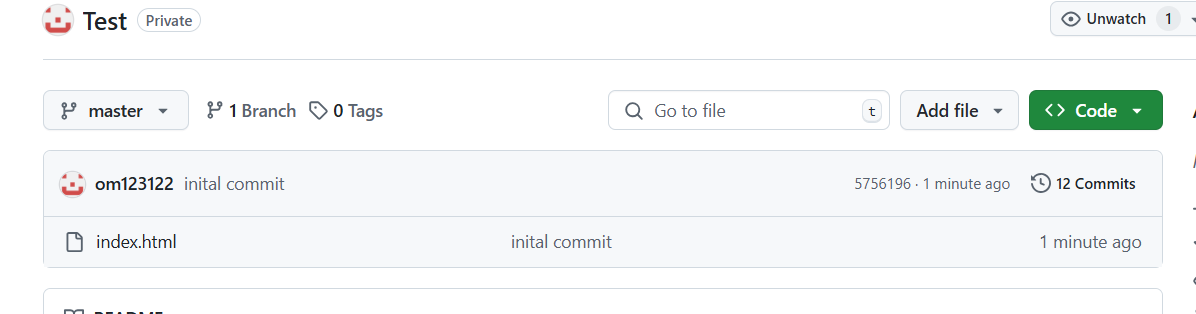 Test Private
Unwatch 1
master 1 Branch 0 Tags Go to file t Add file Code
om123122 inital commit 5756196 · 1 minute ago 12 Commits
index.html inital commit 1 minute ago
README